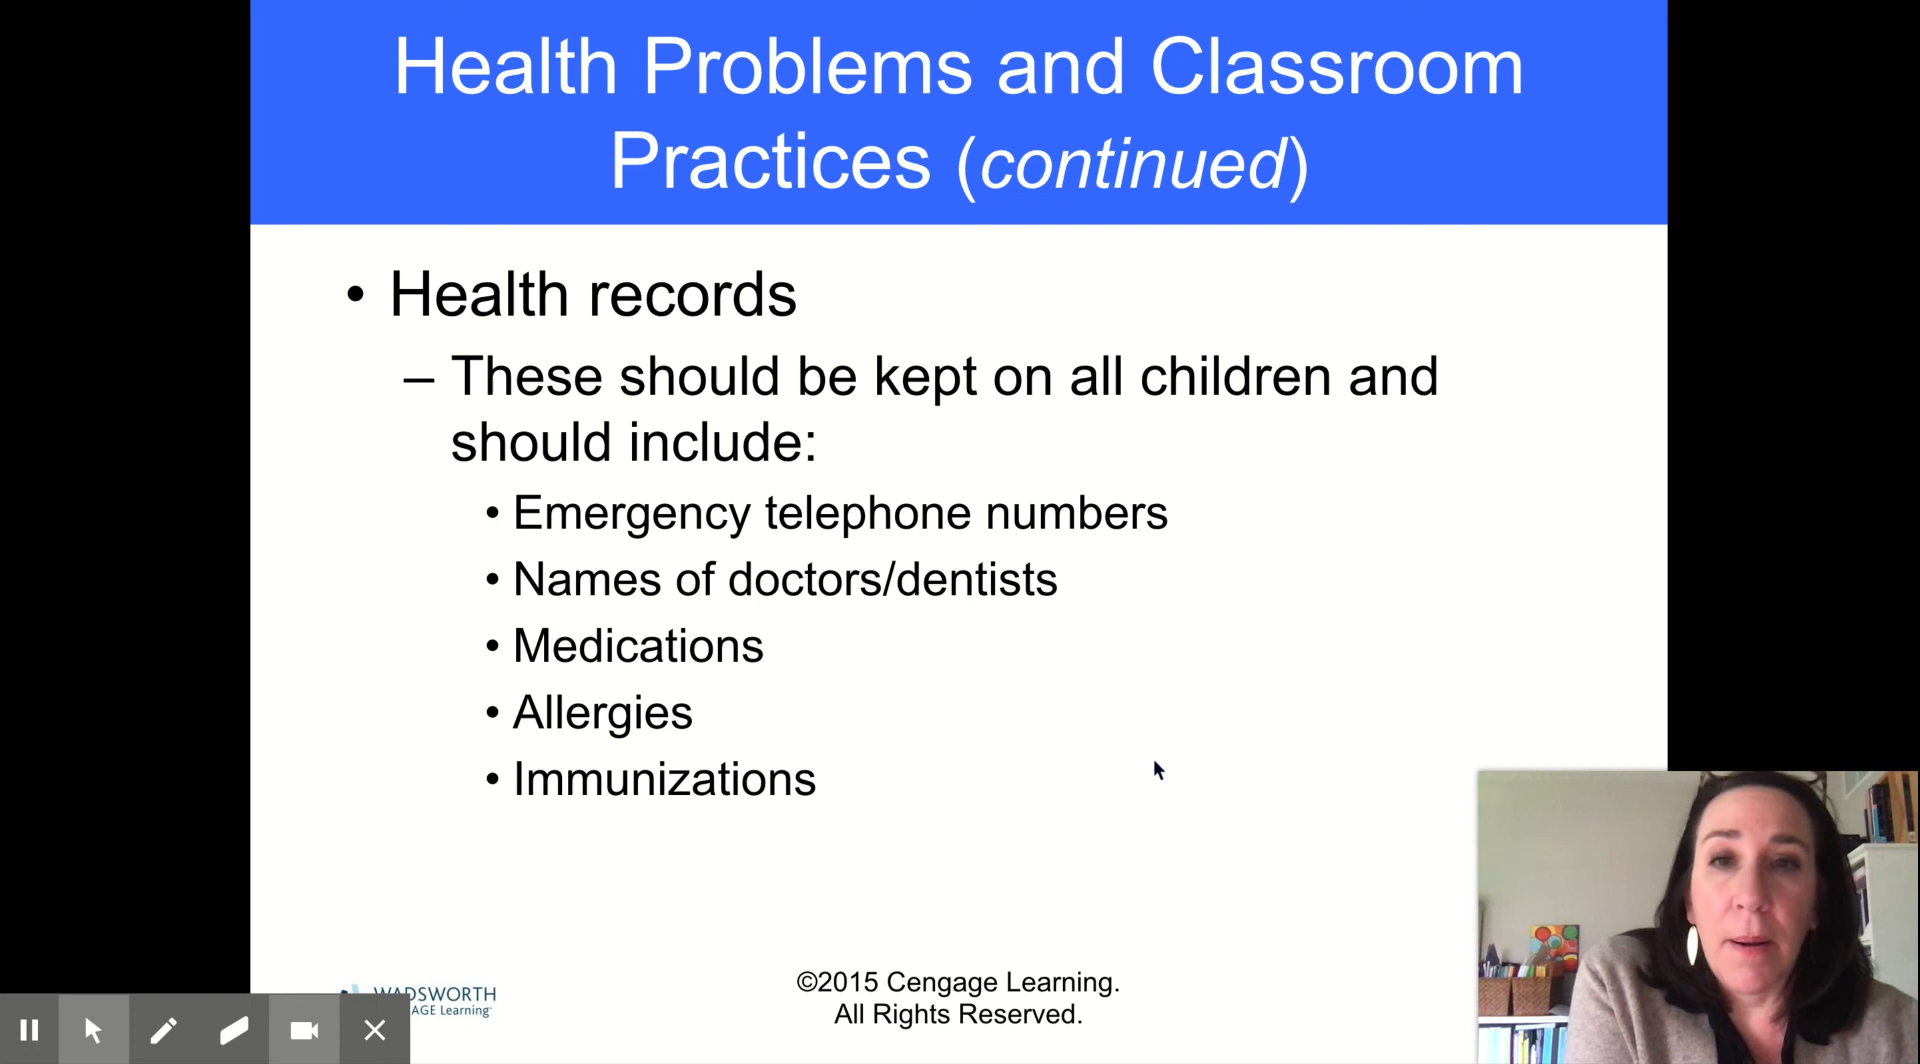 Health Problems and Classroom
Practices (continued)
• Health records
– These should be kept on all children and
should include:
• Emergency telephone numbers
• Names of doctors/dentists
• Medications
• Allergies
• Immunizations
WADSWORTH
Learning
©2015 Cengage Learning.
All Rights Reserved.